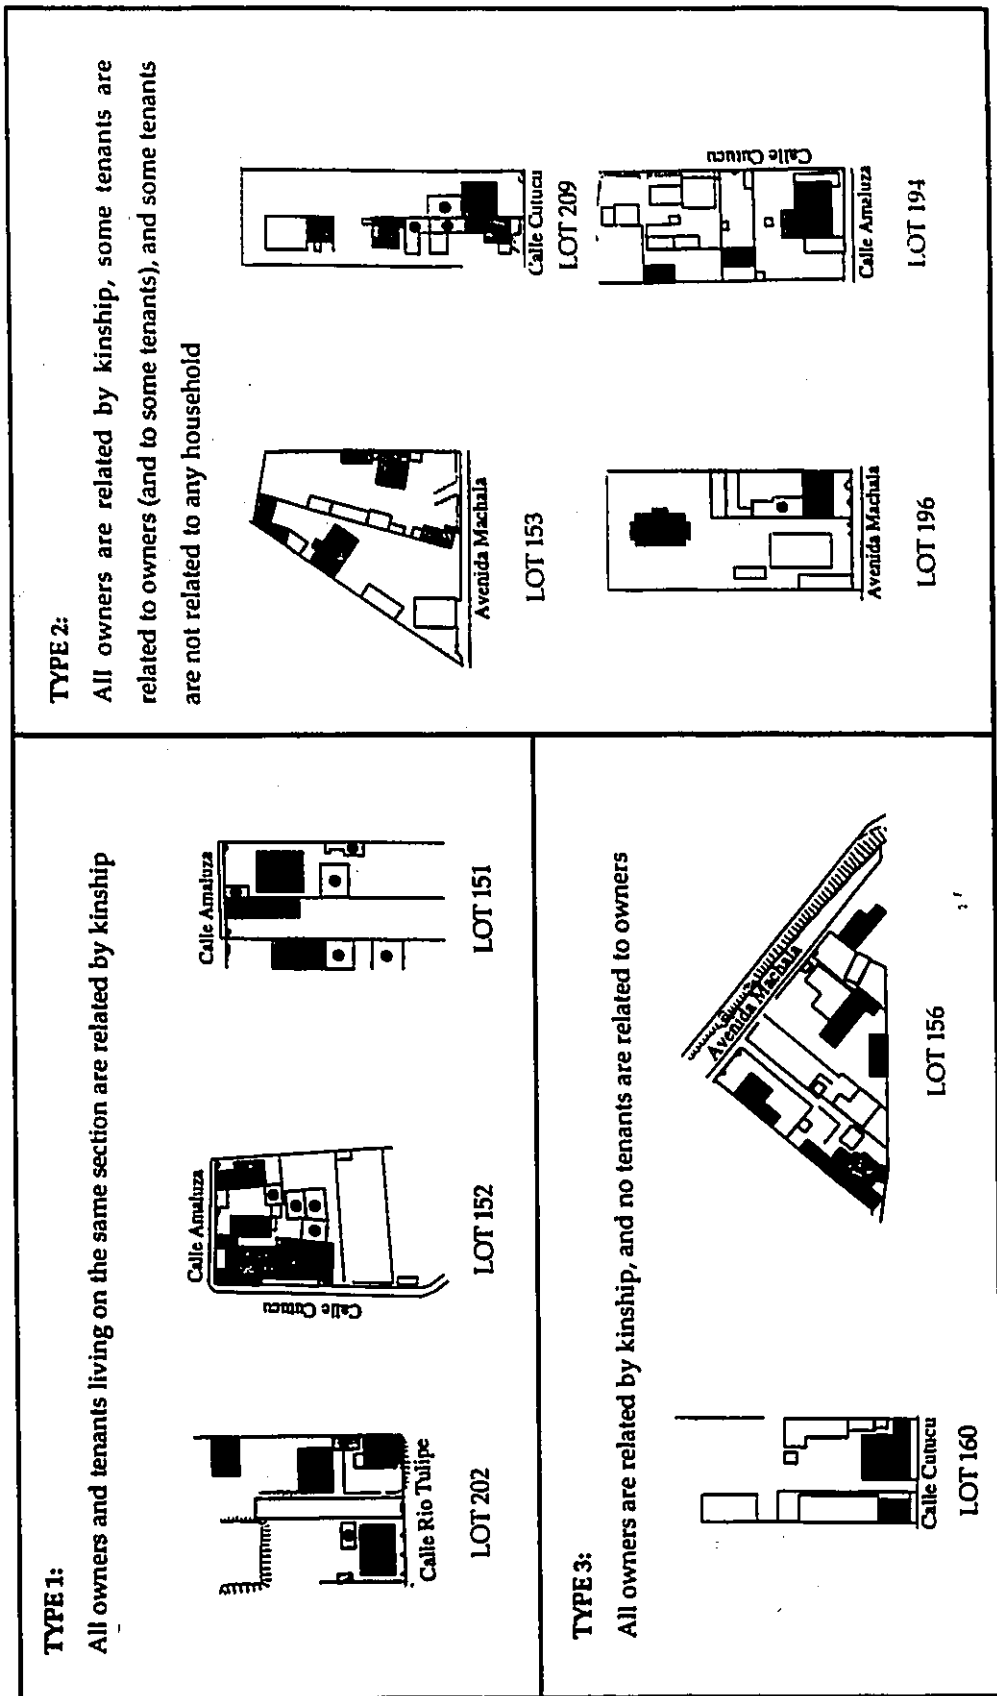 TYPE 1:
All owners and tenants living on the same section are related by kinship
Calle Rio Tulipe
LOT 202
Calle Amaluza
Calle Cutucu
LOT 152
Calle Amaluza
LOT 151
TYPE 2:
All owners are related by kinship, some tenants are
related to owners (and to some tenants), and some tenants
are not related to any household
Avenida Machala
LOT 153
Calle Cutucu
LOT 209
Avenida Machala
LOT 196
Calle Cutucu
Calle Amaluza
LOT 194
TYPE 3:
All owners are related by kinship, and no tenants are related to owners
Calle Cutucu
LOT 160
Avenida Machala
LOT 156